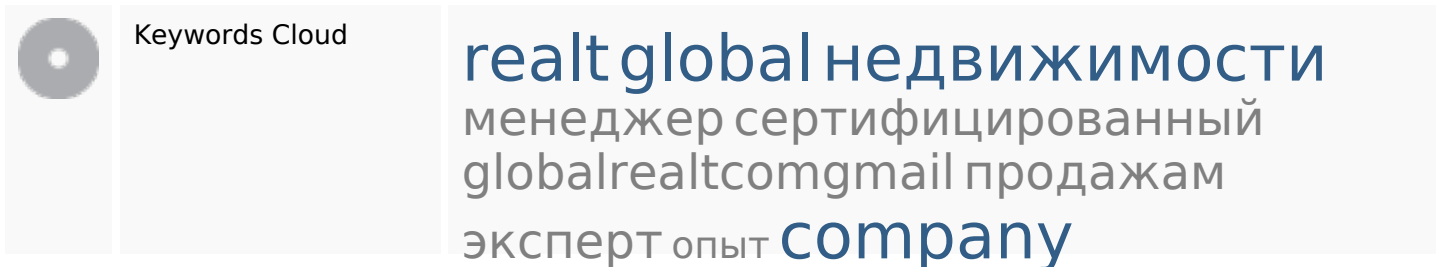 Keywords Cloud
realt global недвижимости
менеджер сертифицированный
globalrealtcomgmail продажам
эксперт опыт company